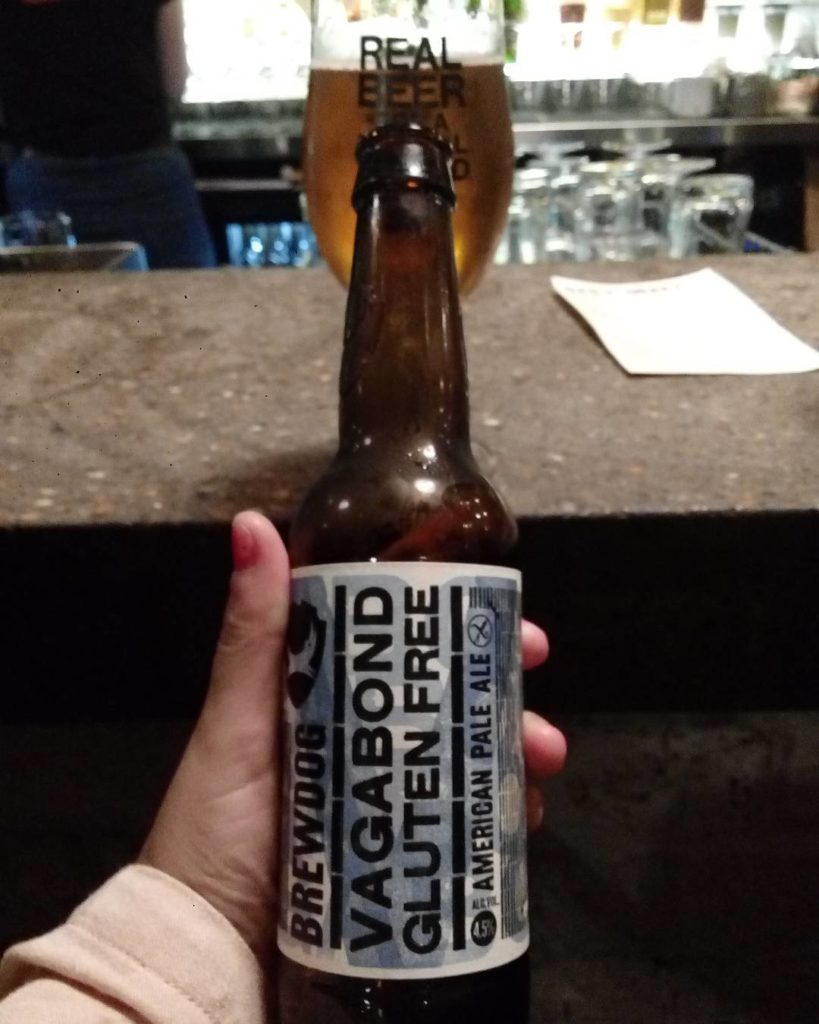 REAL
BEER
BREWDOG
VAGABOND
GLUTEN FREE
AMERICAN PALE ALE
ALC. VOL.
4.5%